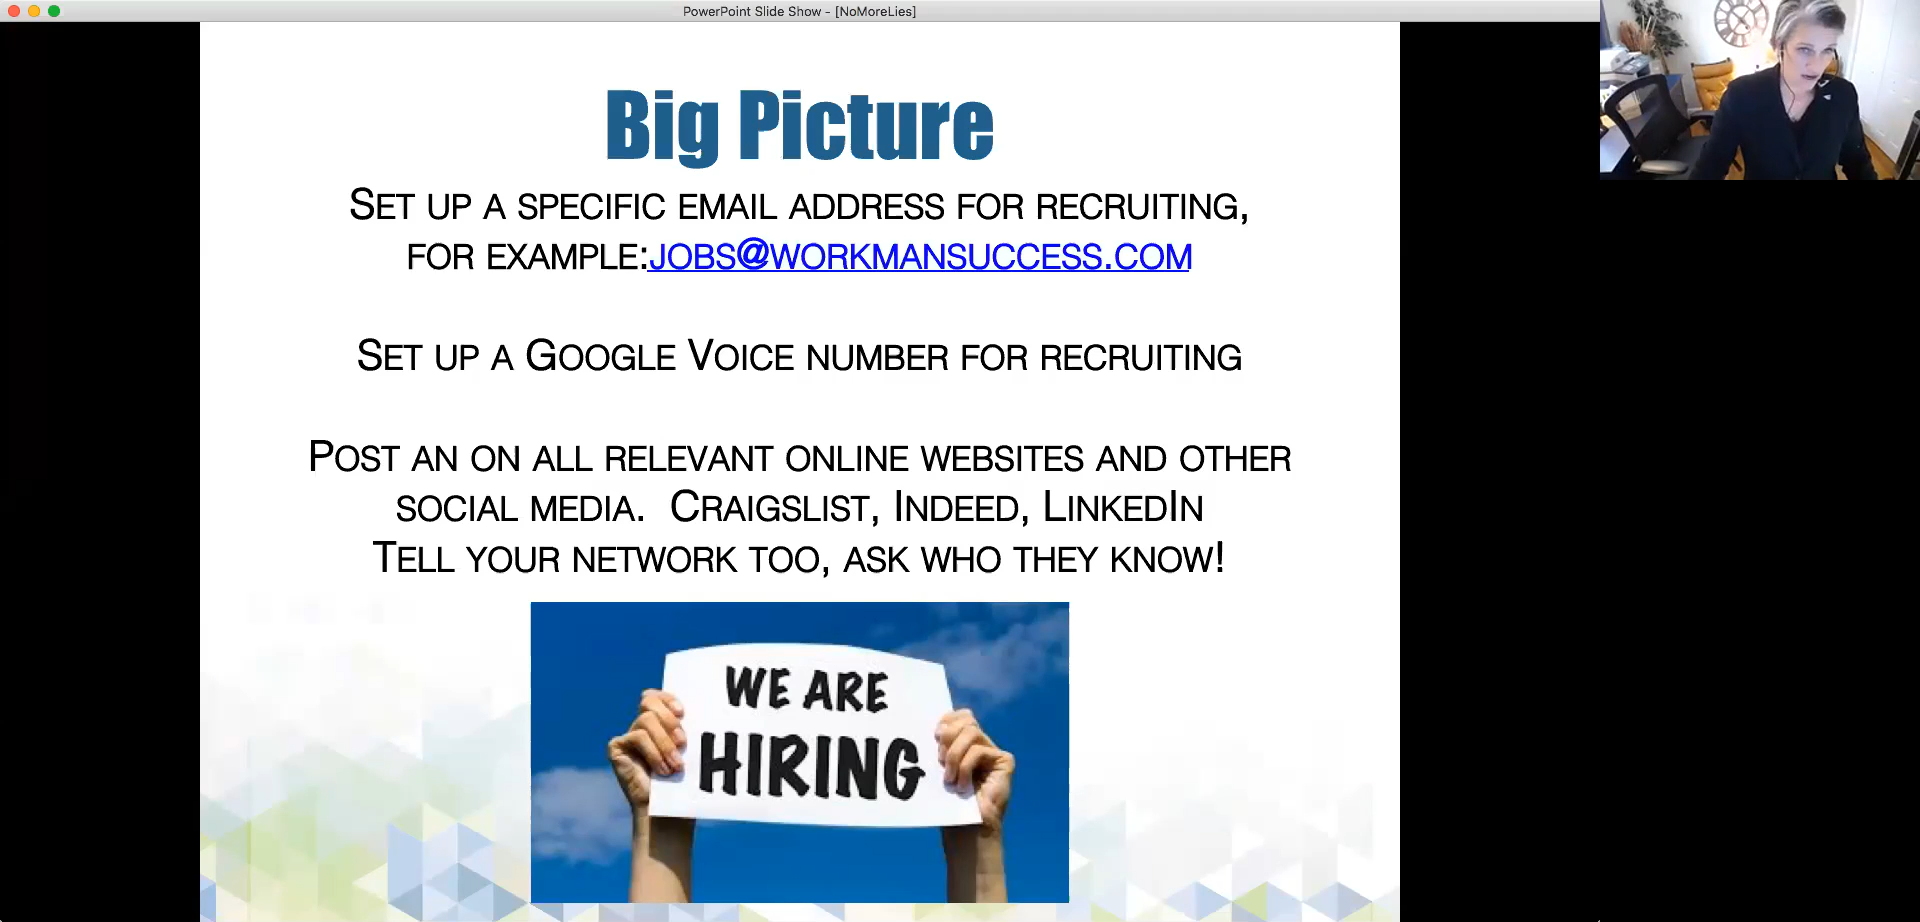 PowerPoint Slide Show - [NoMoreLies]
Big Picture
Set up a specific email address for recruiting,
for example:jobs@workmansuccess.com
Set up a Google Voice number for recruiting
Post an on all relevant online websites and other
social media.  Craigslist, Indeed, LinkedIn
Tell your network too, ask who they know!
WE ARE
HIRING